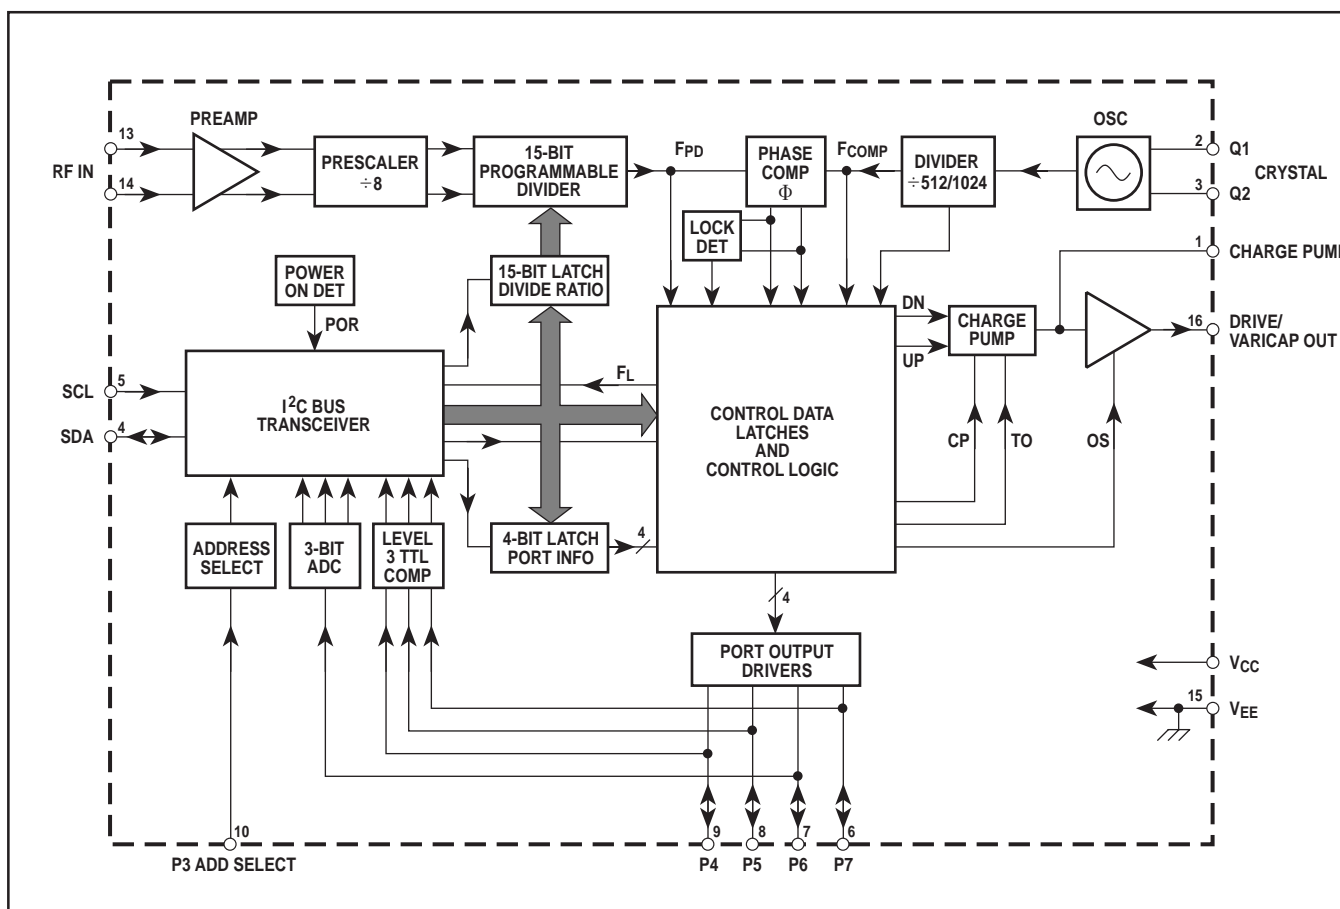 PREAMP
OSC
13
RF IN
14
PRESCALER
÷8
15-BIT
PROGRAMMABLE
DIVIDER
FPD
PHASE
COMP
Φ
FCOMP
DIVIDER
÷512/1024
2
Q1
CRYSTAL
3
Q2
LOCK
DET
1
CHARGE PUMP
POWER
ON DET
POR
15-BIT LATCH
DIVIDE RATIO
DN
UP
CHARGE
PUMP
16
DRIVE/
VARICAP OUT
SCL
5
SDA
4
I2C BUS
TRANSCEIVER
FL
CONTROL DATA
LATCHES
AND
CONTROL LOGIC
CP
TO
OS
ADDRESS
SELECT
3-BIT
ADC
LEVEL
3 TTL
COMP
4-BIT LATCH
PORT INFO
4
4
PORT OUTPUT
DRIVERS
VCC
15
VEE
10
P3 ADD SELECT
9
P4
8
P5
7
P6
6
P7